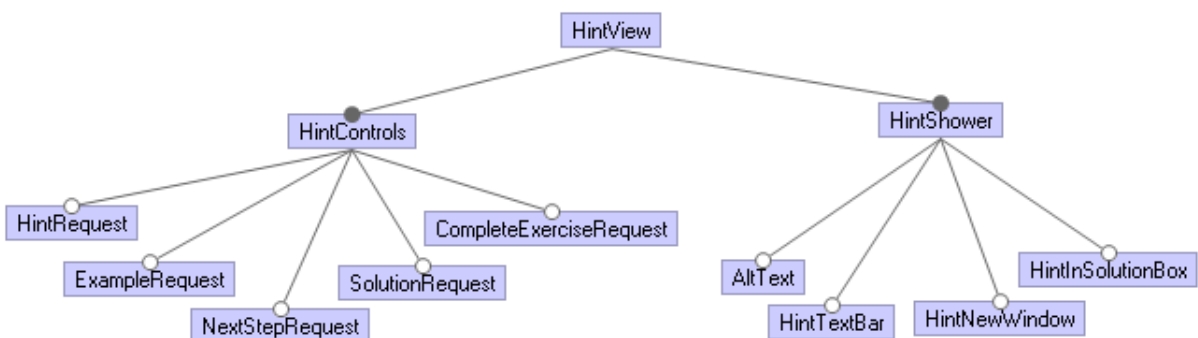 HintView
HintControls
HintShower
HintRequest
CompleteExerciseRequest
ExampleRequest
SolutionRequest
NextStepRequest
AltText
HintInSolutionBox
HintTextBar
HintNewWindow